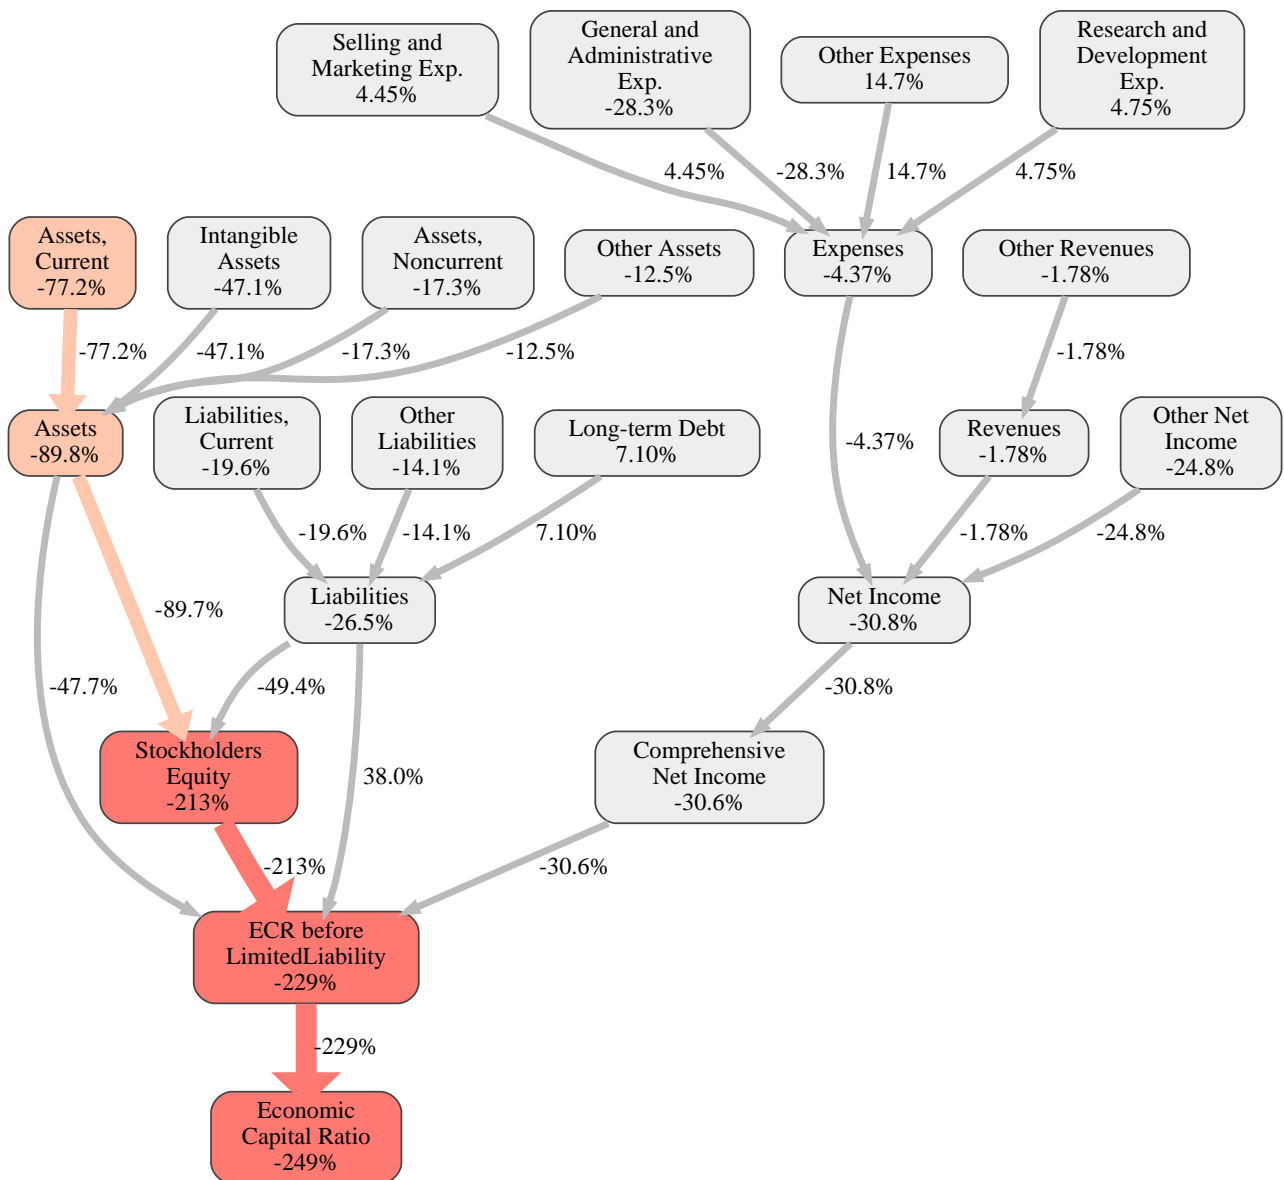 Selling and
Marketing Exp.
4.45%
General and
Administrative
Exp.
-28.3%
Other Expenses
14.7%
Research and
Development
Exp.
4.75%
4.45%
-28.3%
14.7%
4.75%
Assets,
Current
-77.2%
Intangible
Assets
-47.1%
Assets,
Noncurrent
-17.3%
Other Assets
-12.5%
Expenses
-4.37%
Other Revenues
-1.78%
-77.2%
-47.1%
-17.3%
-12.5%
-1.78%
Assets
-89.8%
Liabilities,
Current
-19.6%
Other
Liabilities
-14.1%
Long-term Debt
7.10%
-4.37%
Revenues
-1.78%
Other Net
Income
-24.8%
-19.6%
-14.1%
7.10%
-1.78%
-24.8%
-89.7%
Liabilities
-26.5%
Net Income
-30.8%
-47.7%
-49.4%
-30.8%
Stockholders
Equity
-213%
38.0%
Comprehensive
Net Income
-30.6%
-213%
-30.6%
ECR before
LimitedLiability
-229%
-229%
Economic
Capital Ratio
-249%